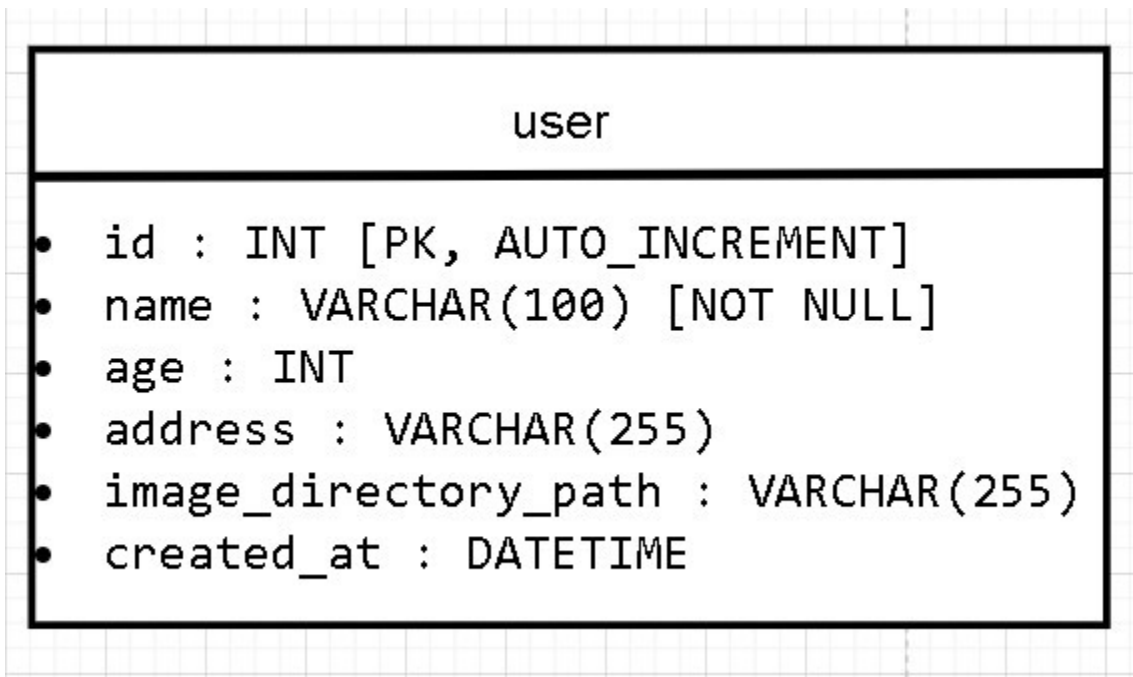 user
id : INT [PK, AUTO_INCREMENT]
name : VARCHAR(100) [NOT NULL]
age : INT
address : VARCHAR(255)
image_directory_path : VARCHAR(255)
created_at : DATETIME